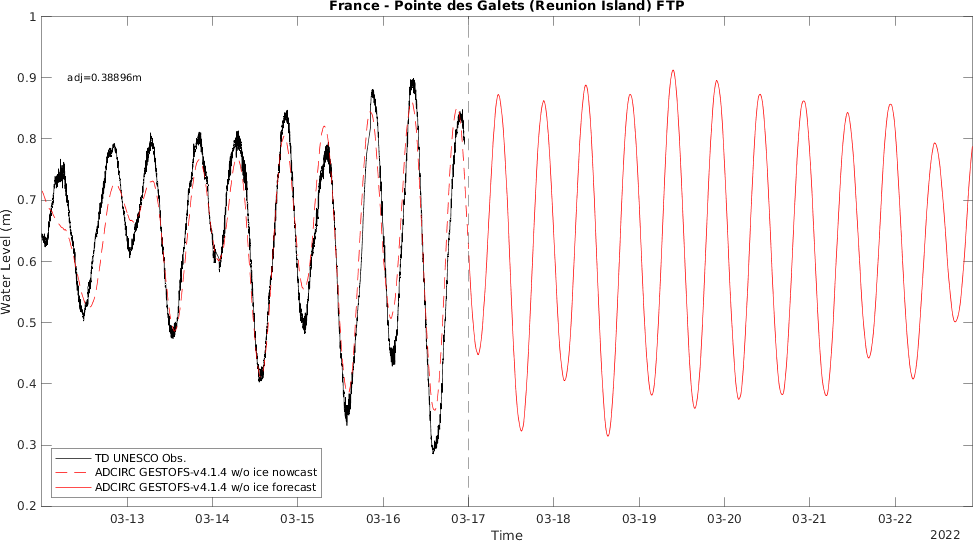 France - Pointe des Galets (Reunion Island) FTP
1
0.9
0.8
0.7
0.6
0.5
0.4
0.3
0.2
Water Level (m)
adj=0.38896m
TD UNESCO Obs.
ADCIRC GESTOFS-v4.1.4 w/o ice nowcast
ADCIRC GESTOFS-v4.1.4 w/o ice forecast
03-13 03-14 03-15 03-16 03-17 03-18 03-19 03-20 03-21 03-22
Time
2022